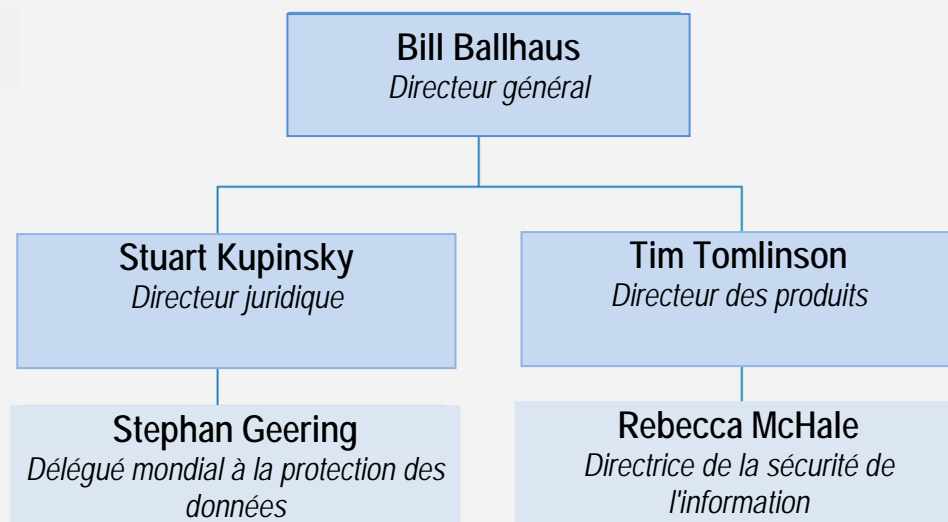 Bill Ballhaus
Directeur général
Stuart Kupinsky
Directeur juridique
Tim Tomlinson
Directeur des produits
Stephan Geering
Délégué mondial à la protection des
données
Rebecca McHale
Directrice de la sécurité de
l'information